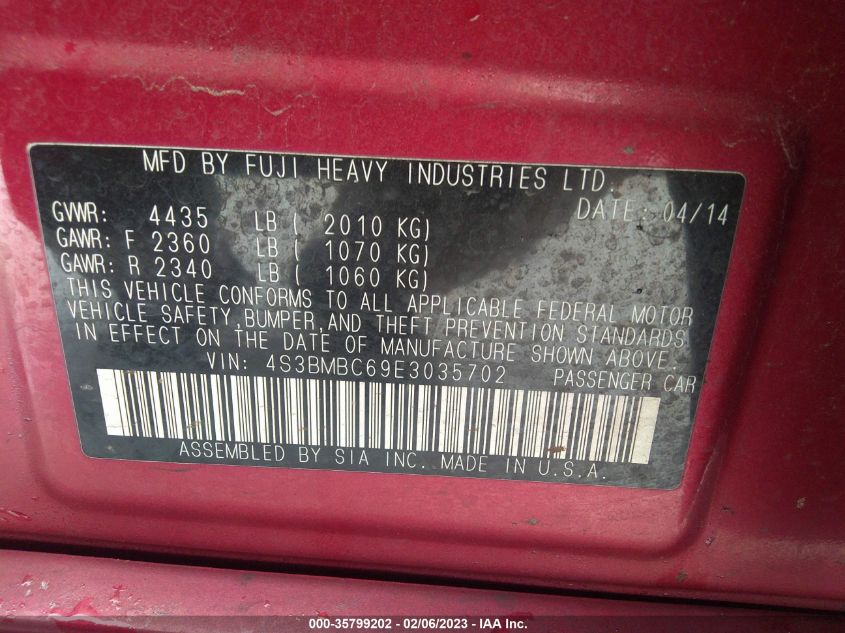 MFD BY FUJI HEAVY INDUSTRIES LTD.
DATE: 04/14
GVWR: 4435 LB ( 2010 KG)
GAWR: F 2360 LB ( 1070 KG)
GAWR: R 2340 LB ( 1060 KG)
THIS VEHICLE CONFORMS TO ALL APPLICABLE FEDERAL MOTOR
VEHICLE SAFETY,BUMPER,AND THEFT PREVENTION STANDARDS
IN EFFECT ON THE DATE OF MANUFACTURE SHOWN ABOVE.
VIN: 4S3BMBC69E3035702 PASSENGER CAR
ASSEMBLED BY SIA INC. MADE IN U.S.A.
000-35799202 - 02/06/2023 - IAA Inc.